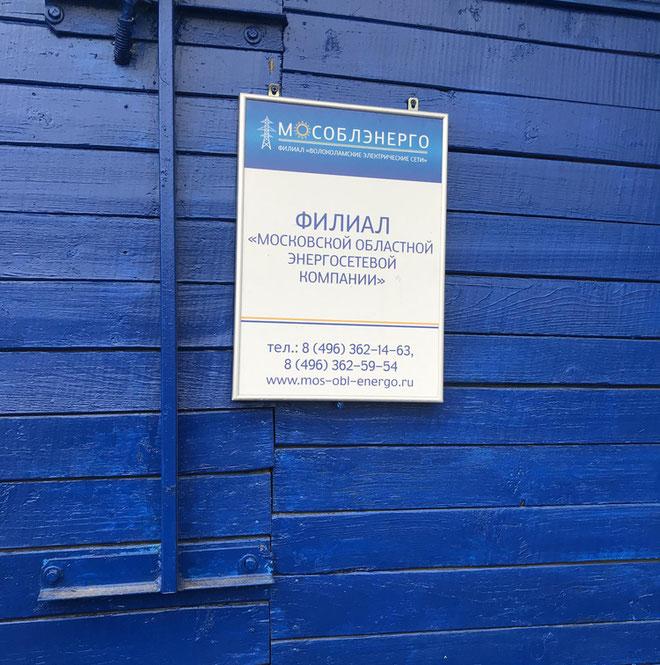 МОСОБЛЭНЕРГО
ФИЛИАЛ «ВОЛОКОЛАМСКИЕ ЭЛЕКТРИЧЕСКИЕ СЕТИ»
ФИЛИАЛ
«МОСКОВСКОЙ ОБЛАСТНОЙ
ЭНЕРГОСЕТЕВОЙ
КОМПАНИИ»
тел.: 8 (496) 362-14-63,
8 (496) 362-59-54
www.mos-obl-energo.ru